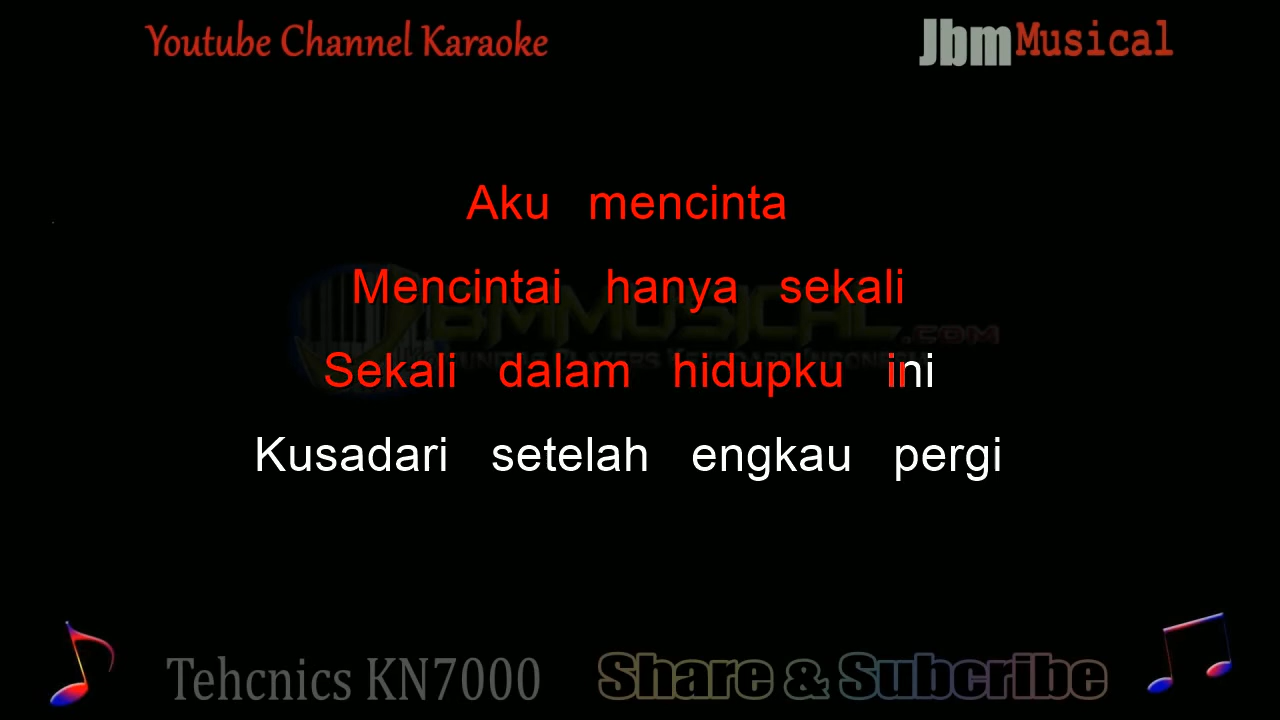 Youtube Channel Karaoke
JbmMusical
Aku mencinta
Mencintai hanya sekali
Sekali dalam hidupku ini
Kusadari setelah engkau pergi
Tehcnics KN7000
Share & Subcribe